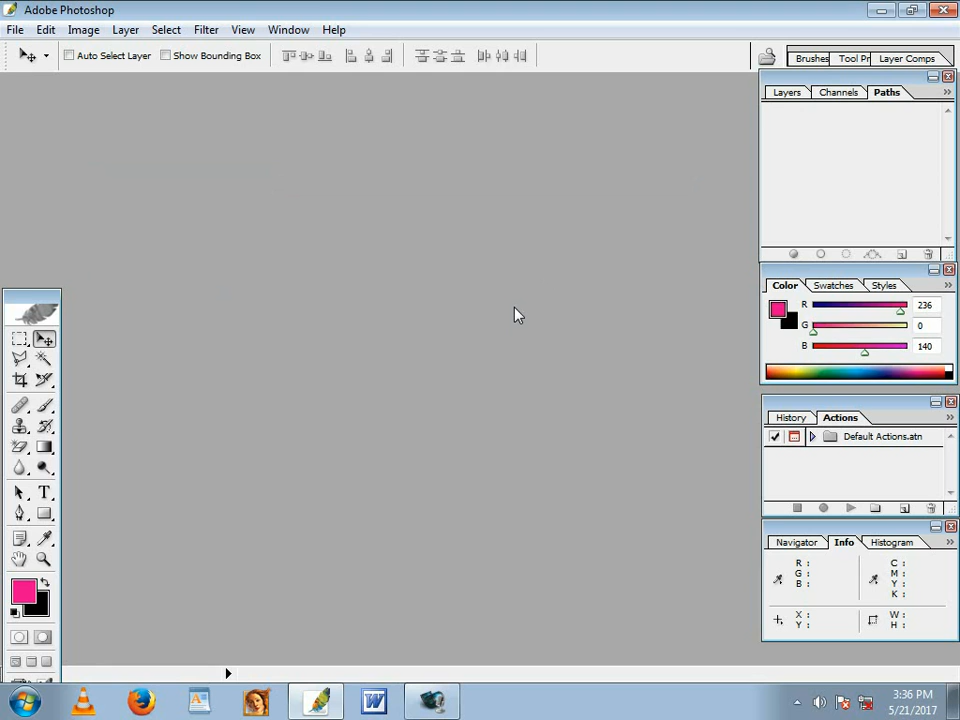 Adobe Photoshop
File Edit Image Layer Select Filter View Window Help
Auto Select Layer Show Bounding Box Brushes Tool Pr Layer Comps
Layers Channels Paths
Color Swatches Styles
R 236
G 0
B 140
History Actions
Default Actions.atn
Navigator Info Histogram
R : C :
G : M :
B : Y :
K :
X : W :
Y : H :
T
W
3:36 PM
5/21/2017